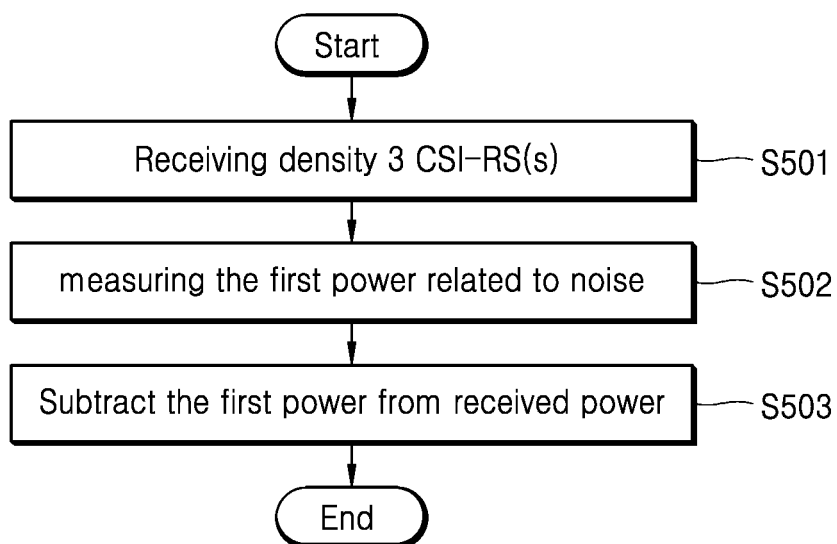 Start
Receiving density 3 CSI-RS(s)
S501
measuring the first power related to noise
S502
Subtract the first power from received power
S503
End